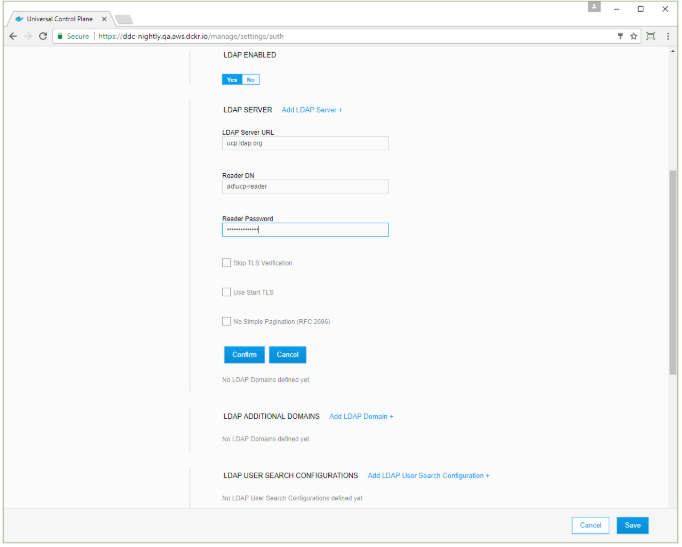 Universal Control Plane
Secure | https://ddc-nightly.qa.aws.dckr.io/manage/settings/auth
LDAP ENABLED
Yes No
LDAP SERVER Add LDAP Server +
LDAP Server URL
ucp.ldap.org
Reader DN
ad\ucp-reader
Reader Password
Skip TLS Verification
Use Start TLS
No Simple Pagination (RFC 2696)
Confirm Cancel
No LDAP Domains defined yet.
LDAP ADDITIONAL DOMAINS Add LDAP Domain +
No LDAP Domains defined yet.
LDAP USER SEARCH CONFIGURATIONS Add LDAP User Search Configuration +
No LDAP User Search Configurations defined yet.
Cancel Save